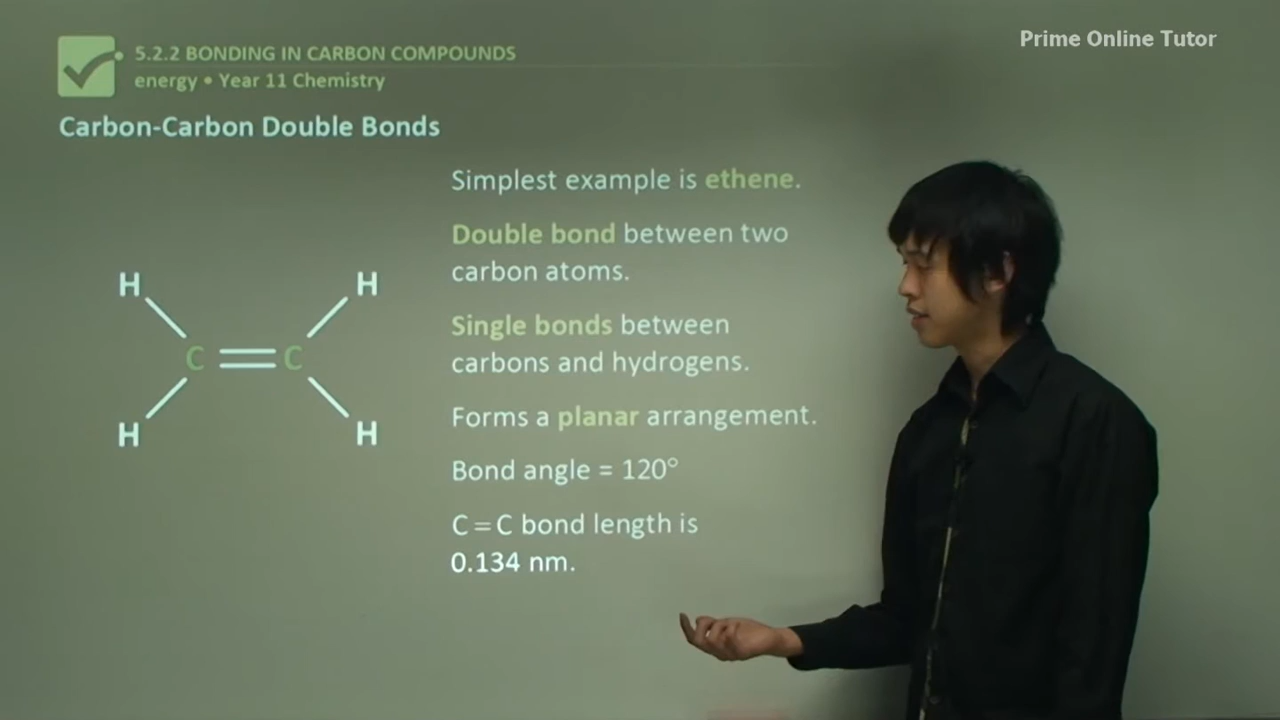 5.2.2 BONDING IN CARBON COMPOUNDS
energy • Year 11 Chemistry
Prime Online Tutor
Carbon-Carbon Double Bonds
Simplest example is ethene.
Double bond between two
carbon atoms.
Single bonds between
carbons and hydrogens.
Forms a planar arrangement.
Bond angle = 120°
C=C bond length is
0.134 nm.
H H
C C
H H